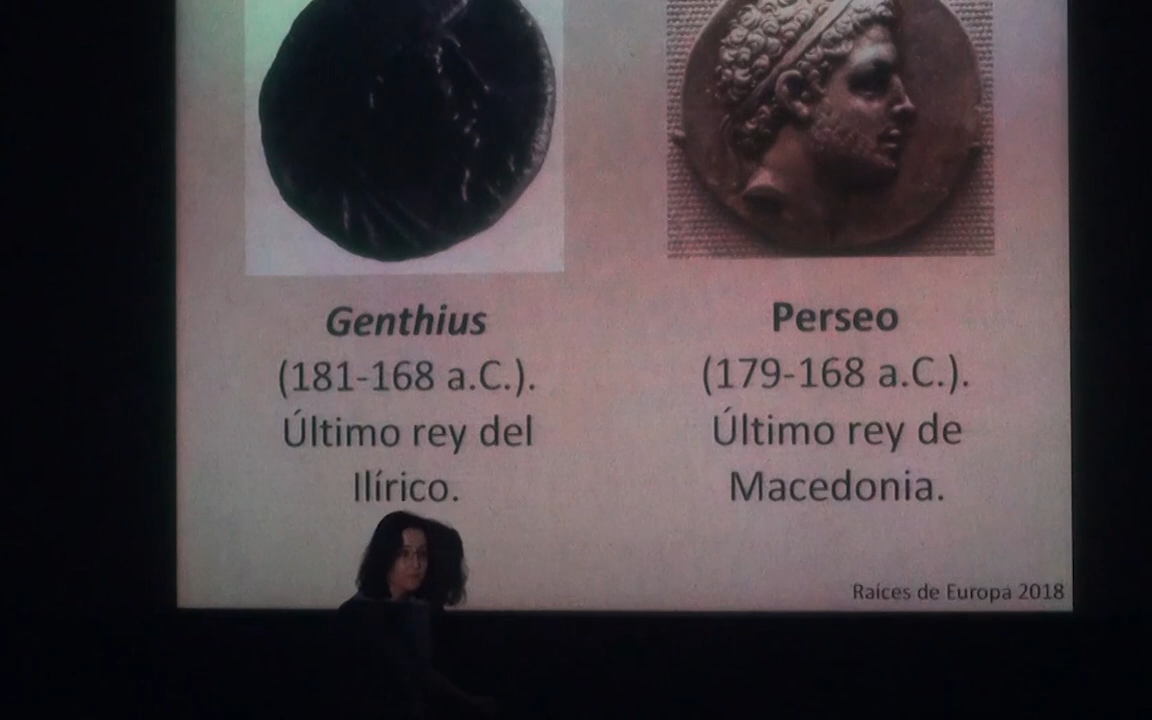 Genthius
(181-168 a.C.).
Último rey del
Ilírico.
Perseo
(179-168 a.C.).
Último rey de
Macedonia.
Raíces de Europa 2018